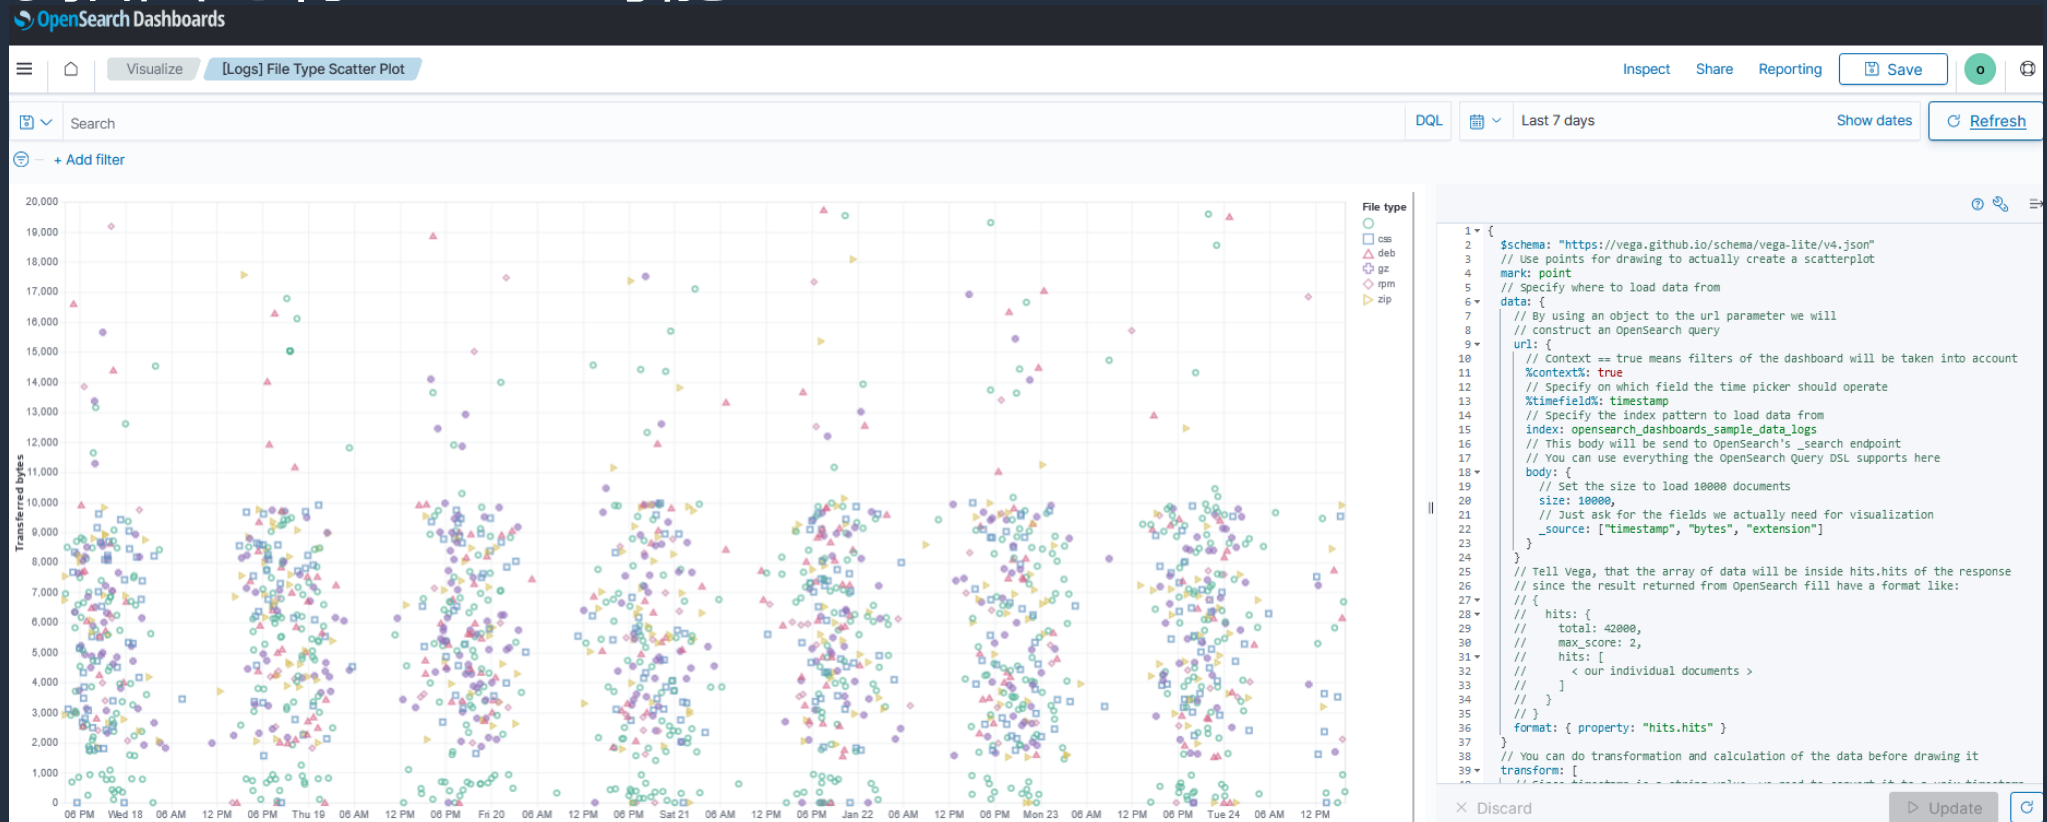 OpenSearch Dashboards
Visualize
[Logs] File Type Scatter Plot
Inspect
Share
Reporting
Save
o
Search
DQL
Last 7 days
Show dates
Refresh
+ Add filter
20,000
19,000
18,000
17,000
16,000
15,000
14,000
13,000
12,000
11,000
10,000
9,000
8,000
7,000
6,000
5,000
4,000
3,000
2,000
1,000
0
Transferred bytes
06 PM Wed 18 06 AM 12 PM 06 PM Thu 19 06 AM 12 PM 06 PM Fri 20 06 AM 12 PM 06 PM Sat 21 06 AM 12 PM 06 PM Jan 22 06 AM 12 PM 06 PM Mon 23 06 AM 12 PM 06 PM Tue 24 06 AM 12 PM
File type
css
deb
gz
rpm
zip
1 {
2 $schema: "https://vega.github.io/schema/vega-lite/v4.json"
3 // Use points for drawing to actually create a scatterplot
4 mark: point
5 // Specify where to load data from
6 data: {
7 // By using an object to the url parameter we will
8 // construct an OpenSearch query
9 url: {
10 // Context == true means filters of the dashboard will be taken into account
11 %context%: true
12 // Specify on which field the time picker should operate
13 %timefield%: timestamp
14 // Specify the index pattern to load data from
15 index: opensearch_dashboards_sample_data_logs
16 // This body will be send to OpenSearch's _search endpoint
17 // You can use everything the OpenSearch Query DSL supports here
18 body: {
19 // Set the size to load 10000 documents
20 size: 10000,
21 // Just ask for the fields we actually need for visualization
22 _source: ["timestamp", "bytes", "extension"]
23 }
24 }
25 // Tell Vega, that the array of data will be inside hits.hits of the response
26 // since the result returned from OpenSearch fill have a format like:
27 // {
28 // hits: {
29 // total: 42000,
30 // max_score: 2,
31 // hits: [
32 // < our individual documents >
33 // ]
34 // }
35 // }
36 format: { property: "hits.hits" }
37 }
38 // You can do transformation and calculation of the data before drawing it
39 transform: [
Discard
Update